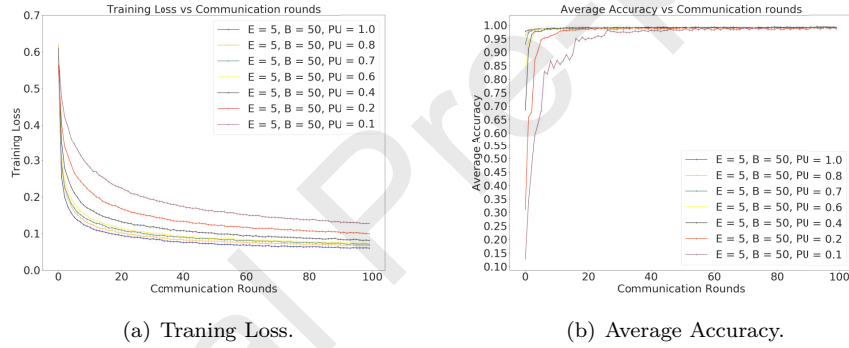 Training Loss vs Communication rounds
0.7
0.6
0.5
0.4
0.3
0.2
0.1
0.0
Training Loss
0
20
40
60
80
100
Communication Rounds
E = 5, B = 50, PU = 1.0
E = 5, B = 50, PU = 0.8
E = 5, B = 50, PU = 0.7
E = 5, B = 50, PU = 0.6
E = 5, B = 50, PU = 0.4
E = 5, B = 50, PU = 0.2
E = 5, B = 50, PU = 0.1
(a) Traning Loss.
Average Accuracy vs Communication rounds
1.00
0.95
0.90
0.85
0.80
0.75
0.70
0.65
0.60
0.55
0.50
0.45
0.40
0.35
0.30
0.25
0.20
0.15
0.10
Average Accuracy
0
20
40
60
80
100
Communication Rounds
E = 5, B = 50, PU = 1.0
E = 5, B = 50, PU = 0.8
E = 5, B = 50, PU = 0.7
E = 5, B = 50, PU = 0.6
E = 5, B = 50, PU = 0.4
E = 5, B = 50, PU = 0.2
E = 5, B = 50, PU = 0.1
(b) Average Accuracy.